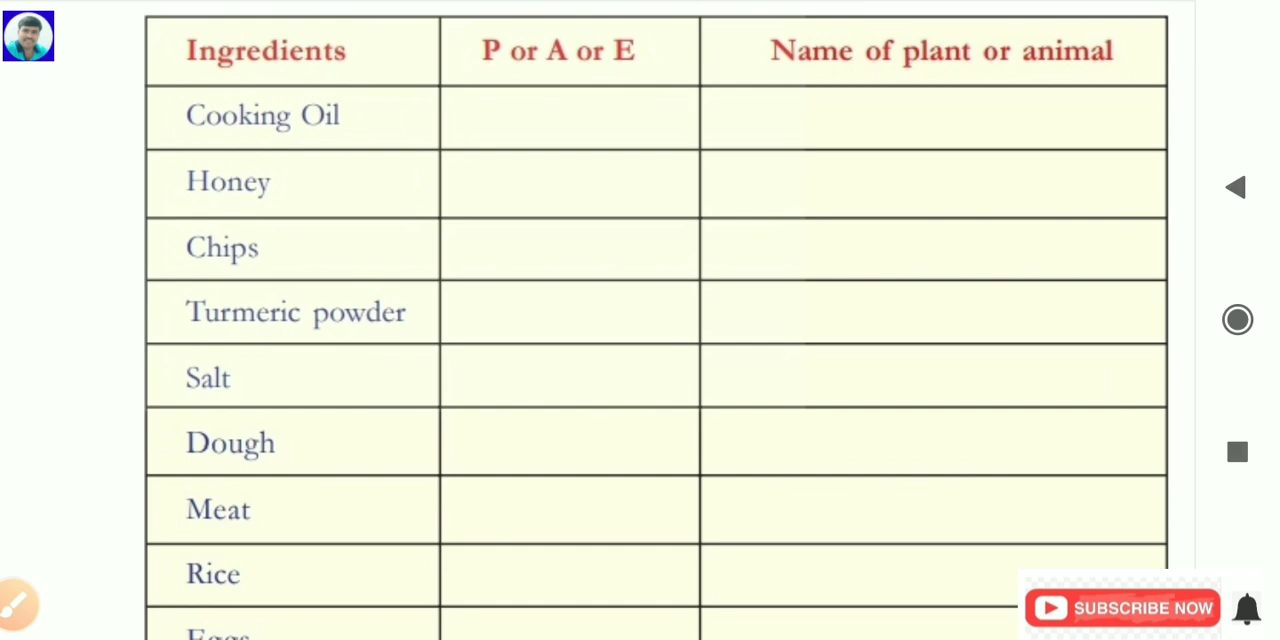 Ingredients P or A or E Name of plant or animal
Cooking Oil
Honey
Chips
Turmeric powder
Salt
Dough
Meat
Rice
Eggs
SUBSCRIBE NOW